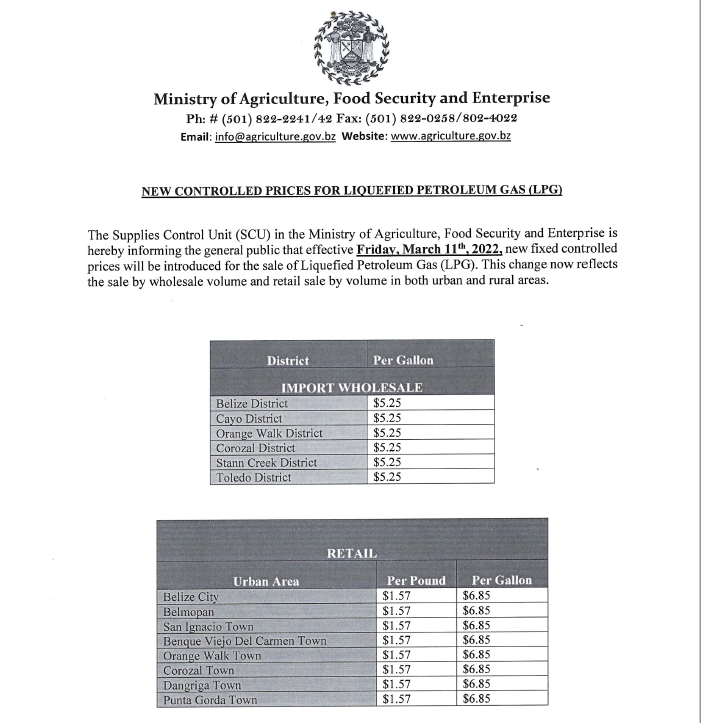 Ministry of Agriculture, Food Security and Enterprise
Ph: # (501) 822-2241/42 Fax: (501) 822-0258/802-4022
Email: info@agriculture.gov.bz Website: www.agriculture.gov.bz
NEW CONTROLLED PRICES FOR LIQUEFIED PETROLEUM GAS (LPG)
The Supplies Control Unit (SCU) in the Ministry of Agriculture, Food Security and Enterprise is
hereby informing the general public that effective Friday, March 11th, 2022, new fixed controlled
prices will be introduced for the sale of Liquefied Petroleum Gas (LPG). This change now reflects
the sale by wholesale volume and retail sale by volume in both urban and rural areas.
District Per Gallon
IMPORT WHOLESALE
Belize District $5.25
Cayo District $5.25
Orange Walk District $5.25
Corozal District $5.25
Stann Creek District $5.25
Toledo District $5.25
RETAIL
Urban Area Per Pound Per Gallon
Belize City $1.57 $6.85
Belmopan $1.57 $6.85
San Ignacio Town $1.57 $6.85
Benque Viejo Del Carmen Town $1.57 $6.85
Orange Walk Town $1.57 $6.85
Corozal Town $1.57 $6.85
Dangriga Town $1.57 $6.85
Punta Gorda Town $1.57 $6.85